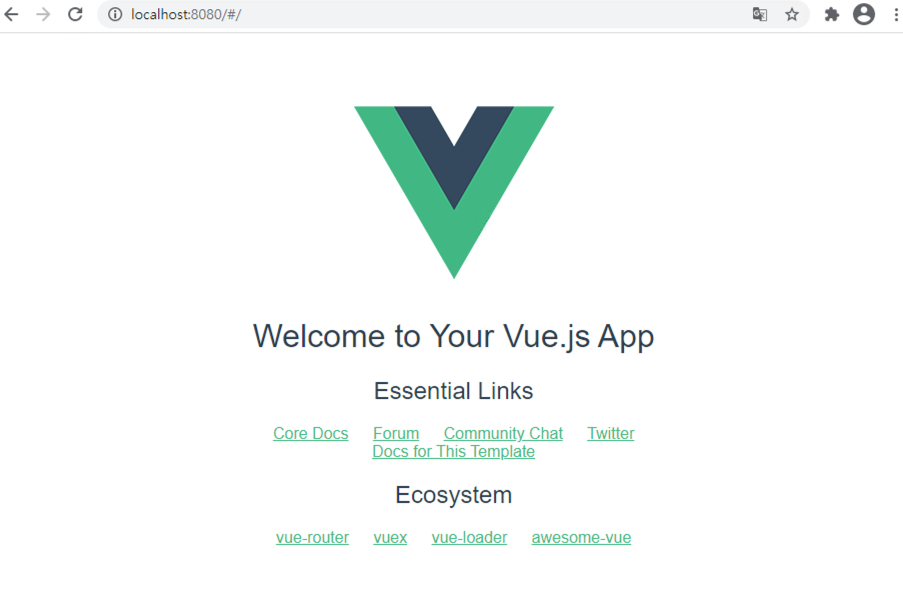 localhost:8080/#/
Welcome to Your Vue.js App
Essential Links
Core Docs Forum Community Chat Twitter
Docs for This Template
Ecosystem
vue-router vuex vue-loader awesome-vue